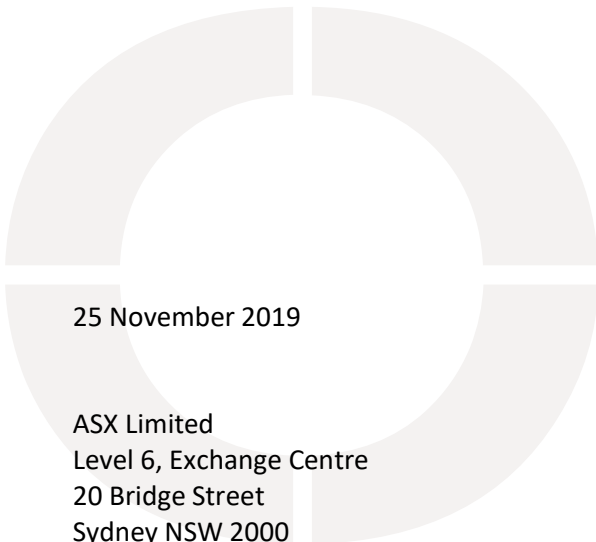 25 November 2019
ASX Limited
Level 6, Exchange Centre
20 Bridge Street
Sydney NSW 2000